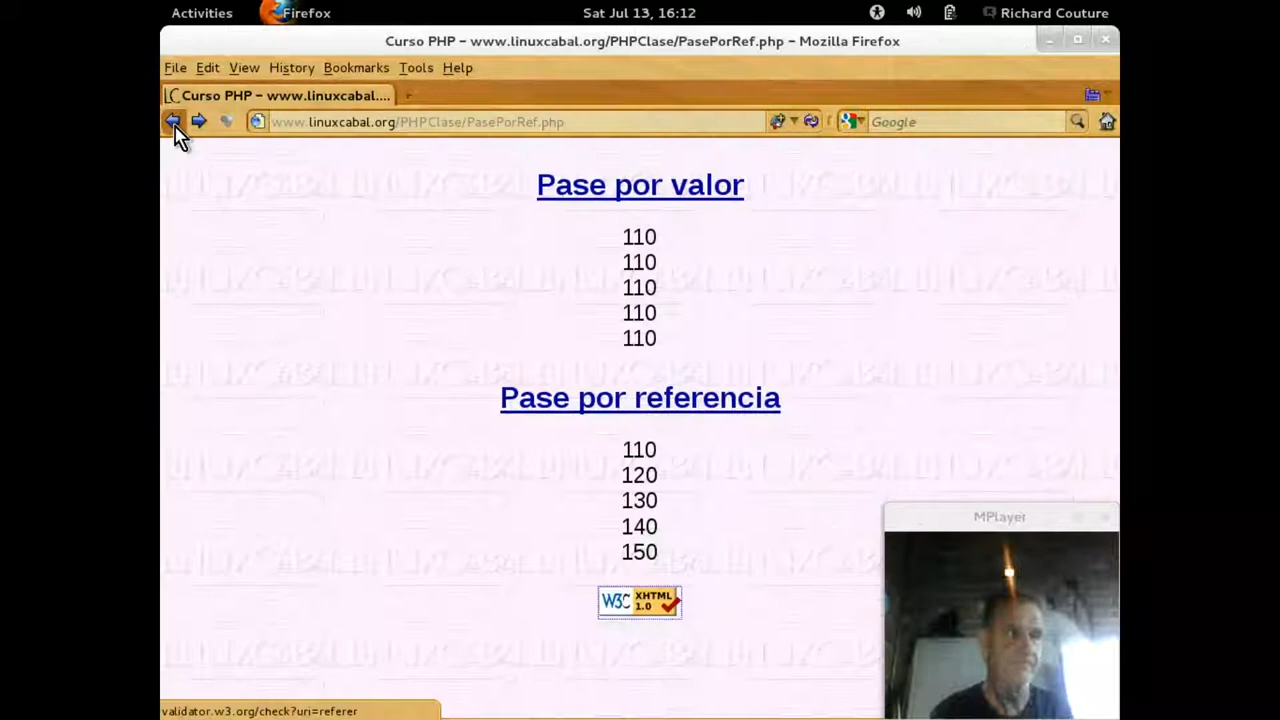 Activities Firefox Sat Jul 13, 16:12 Richard Couture
Curso PHP – www.linuxcabal.org/PHPClase/PasePorRef.php – Mozilla Firefox
File Edit View History Bookmarks Tools Help
Curso PHP – www.linuxcabal.org....
www.linuxcabal.org/PHPClase/PasePorRef.php Google
Pase por valor
110
110
110
110
110
Pase por referencia
110
120
130
140
150
W3C XHTML 1.0
MPlayer
validator.w3.org/check?uri=referer